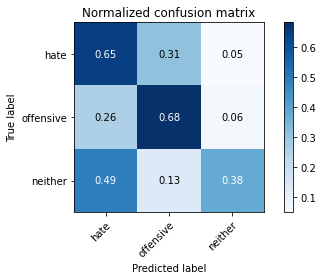 Normalized confusion matrix
hate 0.65 0.31 0.05
offensive 0.26 0.68 0.06
neither 0.49 0.13 0.38
True label
hate offensive neither
Predicted label
0.6
0.5
0.4
0.3
0.2
0.1